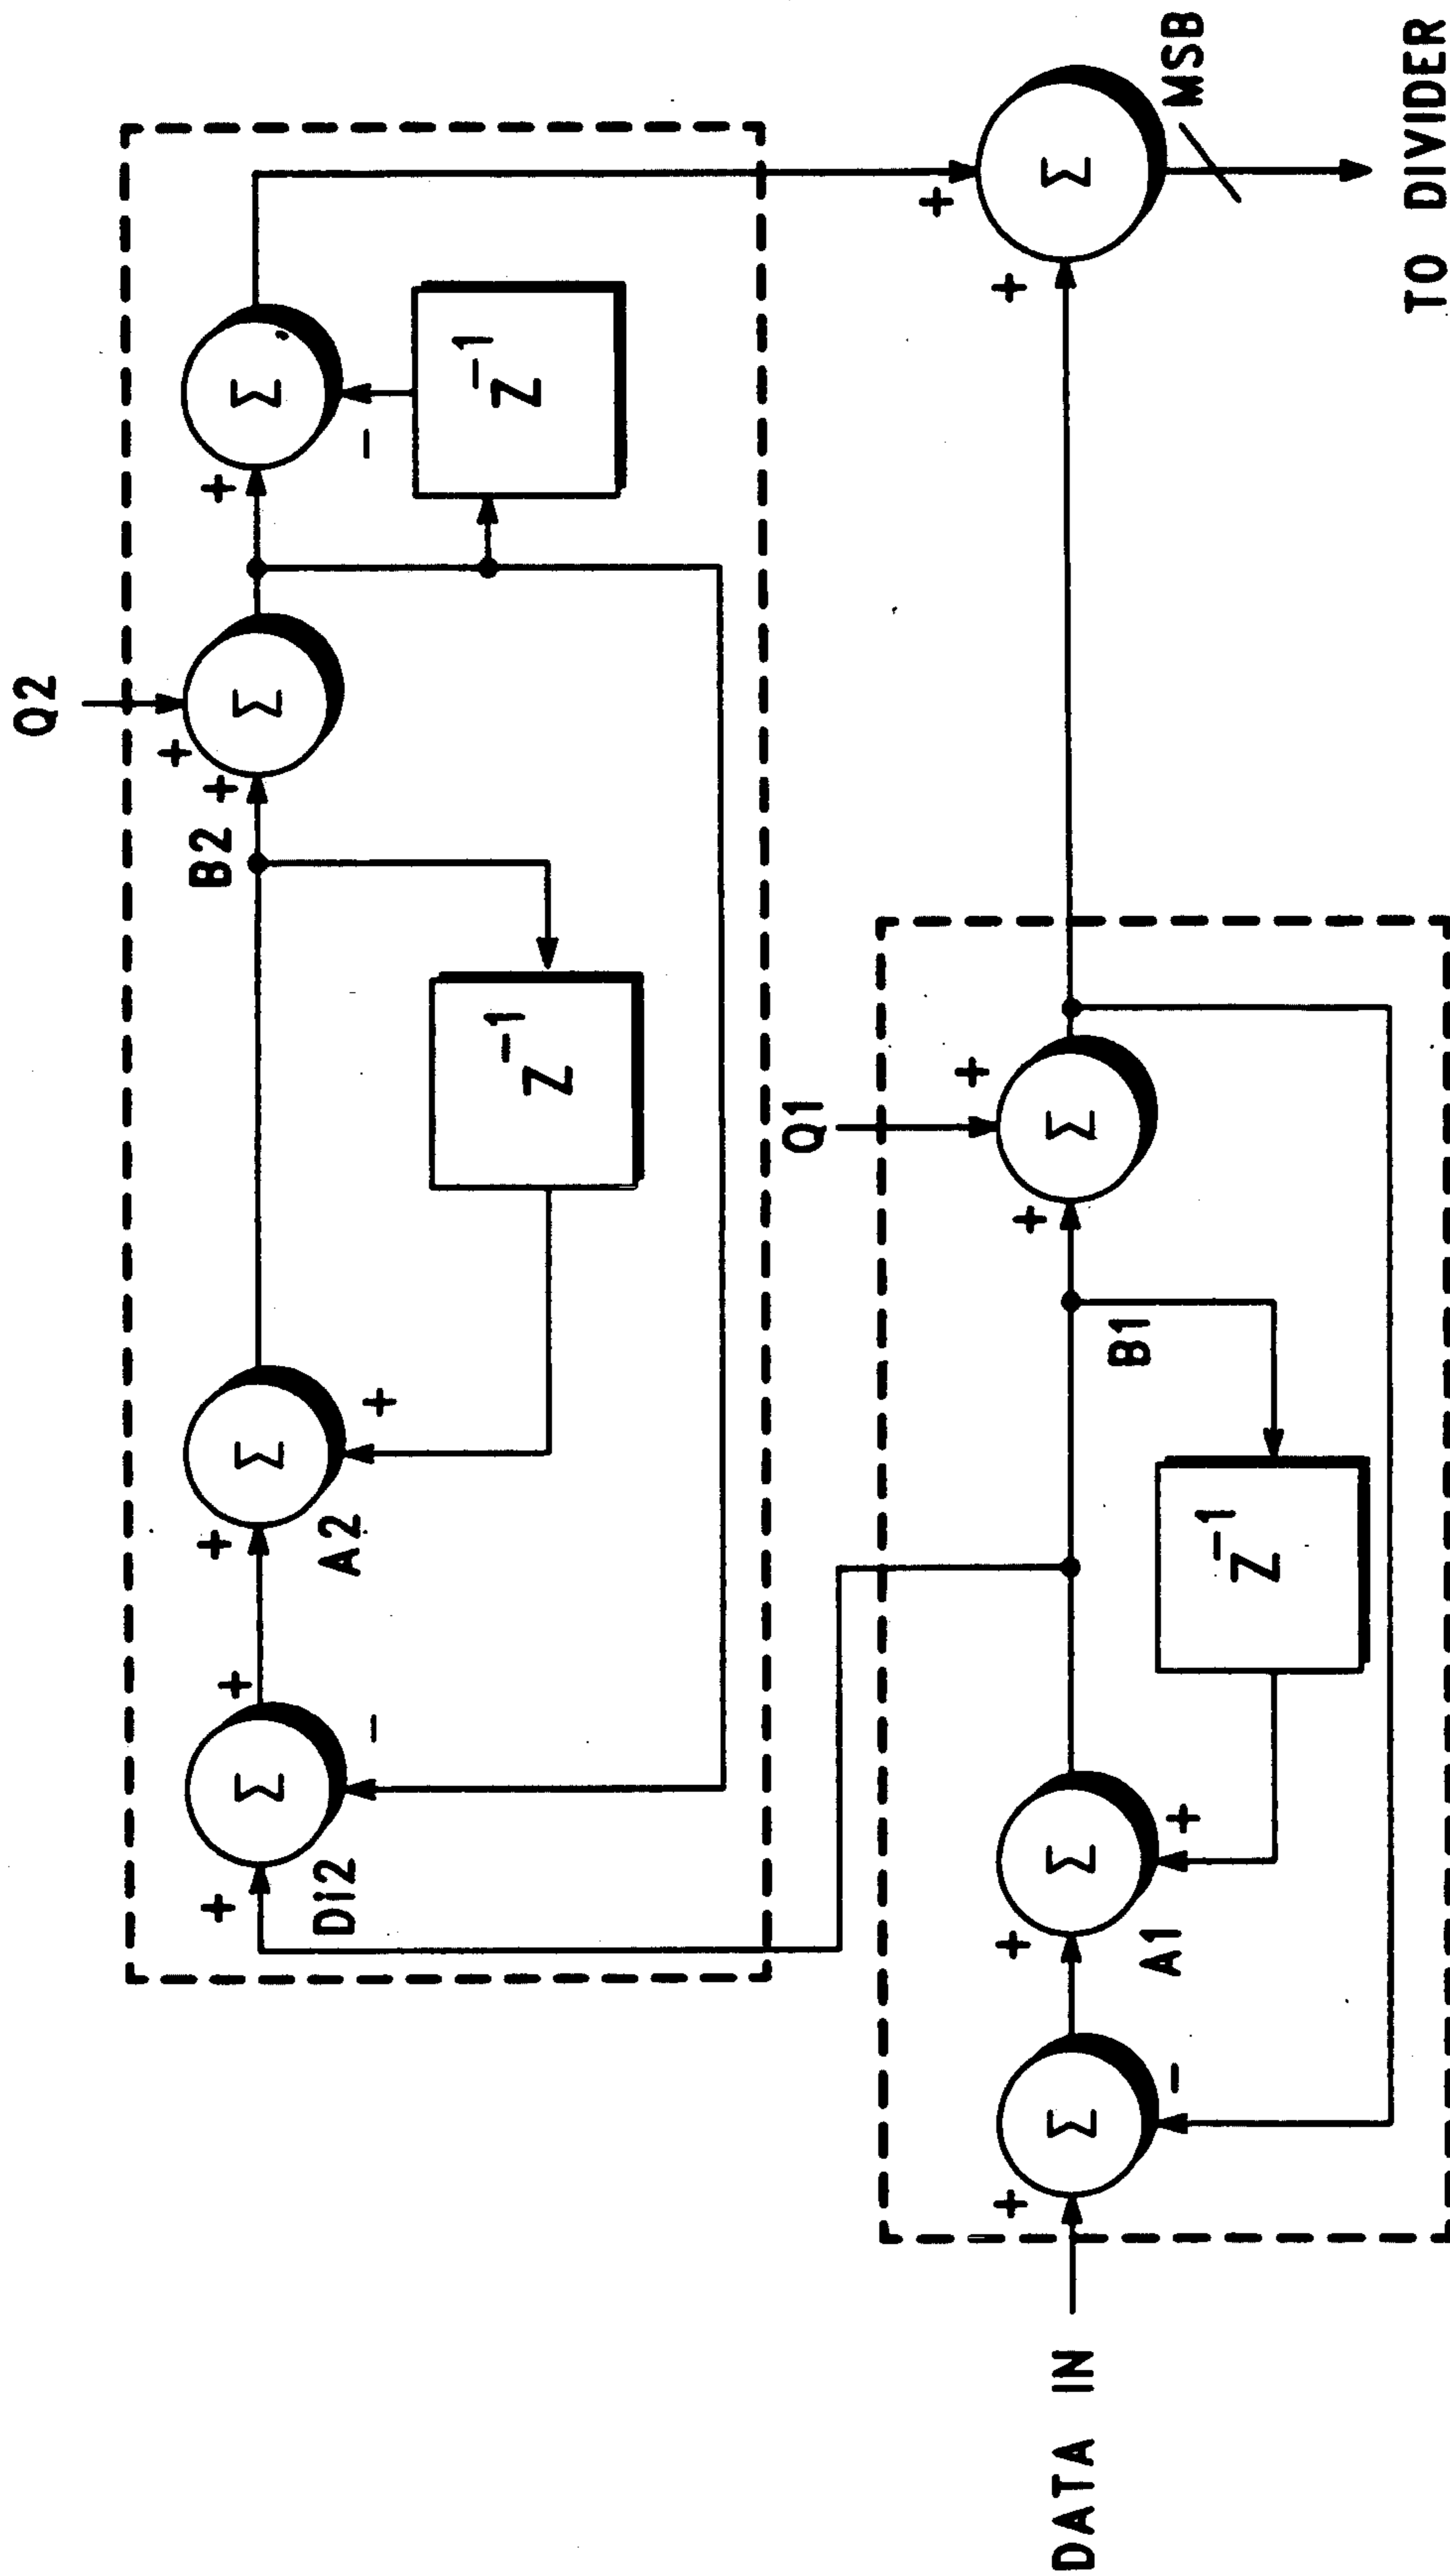 Q2
+
+
B2
+
-
Σ
Σ
Σ
Σ
Z⁻¹
Z⁻¹
+
+
A2
+
+
-
Di2
+
+
Σ
MSB
TO DIVIDER
Q1
+
+
B1
Σ
Σ
Σ
Z⁻¹
+
+
A1
-
+
DATA IN